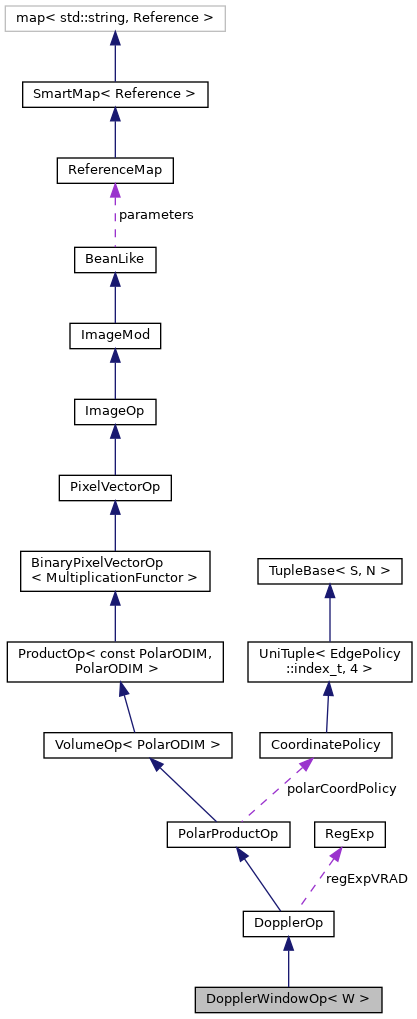 map< std::string, Reference >
SmartMap< Reference >
ReferenceMap
parameters
BeanLike
ImageMod
ImageOp
PixelVectorOp
BinaryPixelVectorOp
< MultiplicationFunctor >
TupleBase< S, N >
ProductOp< const PolarODIM,
PolarODIM >
UniTuple< EdgePolicy
::index_t, 4 >
VolumeOp< PolarODIM >
CoordinatePolicy
polarCoordPolicy
PolarProductOp
RegExp
regExpVRAD
DopplerOp
DopplerWindowOp< W >